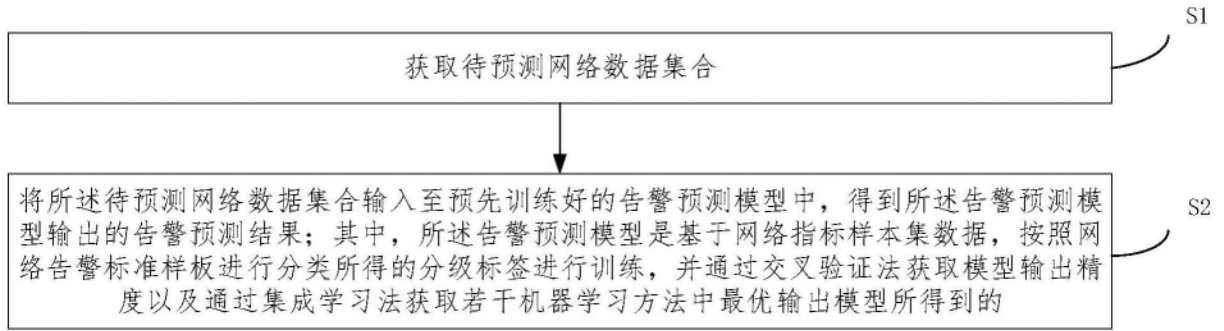 S1
获取待预测网络数据集合
S2
将所述待预测网络数据集合输入至预先训练好的告警预测模型中，得到所述告警预测模
型输出的告警预测结果；其中，所述告警预测模型是基于网络指标样本集数据，按照网
络告警标准样板进行分类所得的分级标签进行训练，并通过交叉验证法获取模型输出精
度以及通过集成学习法获取若干机器学习方法中最优输出模型所得到的